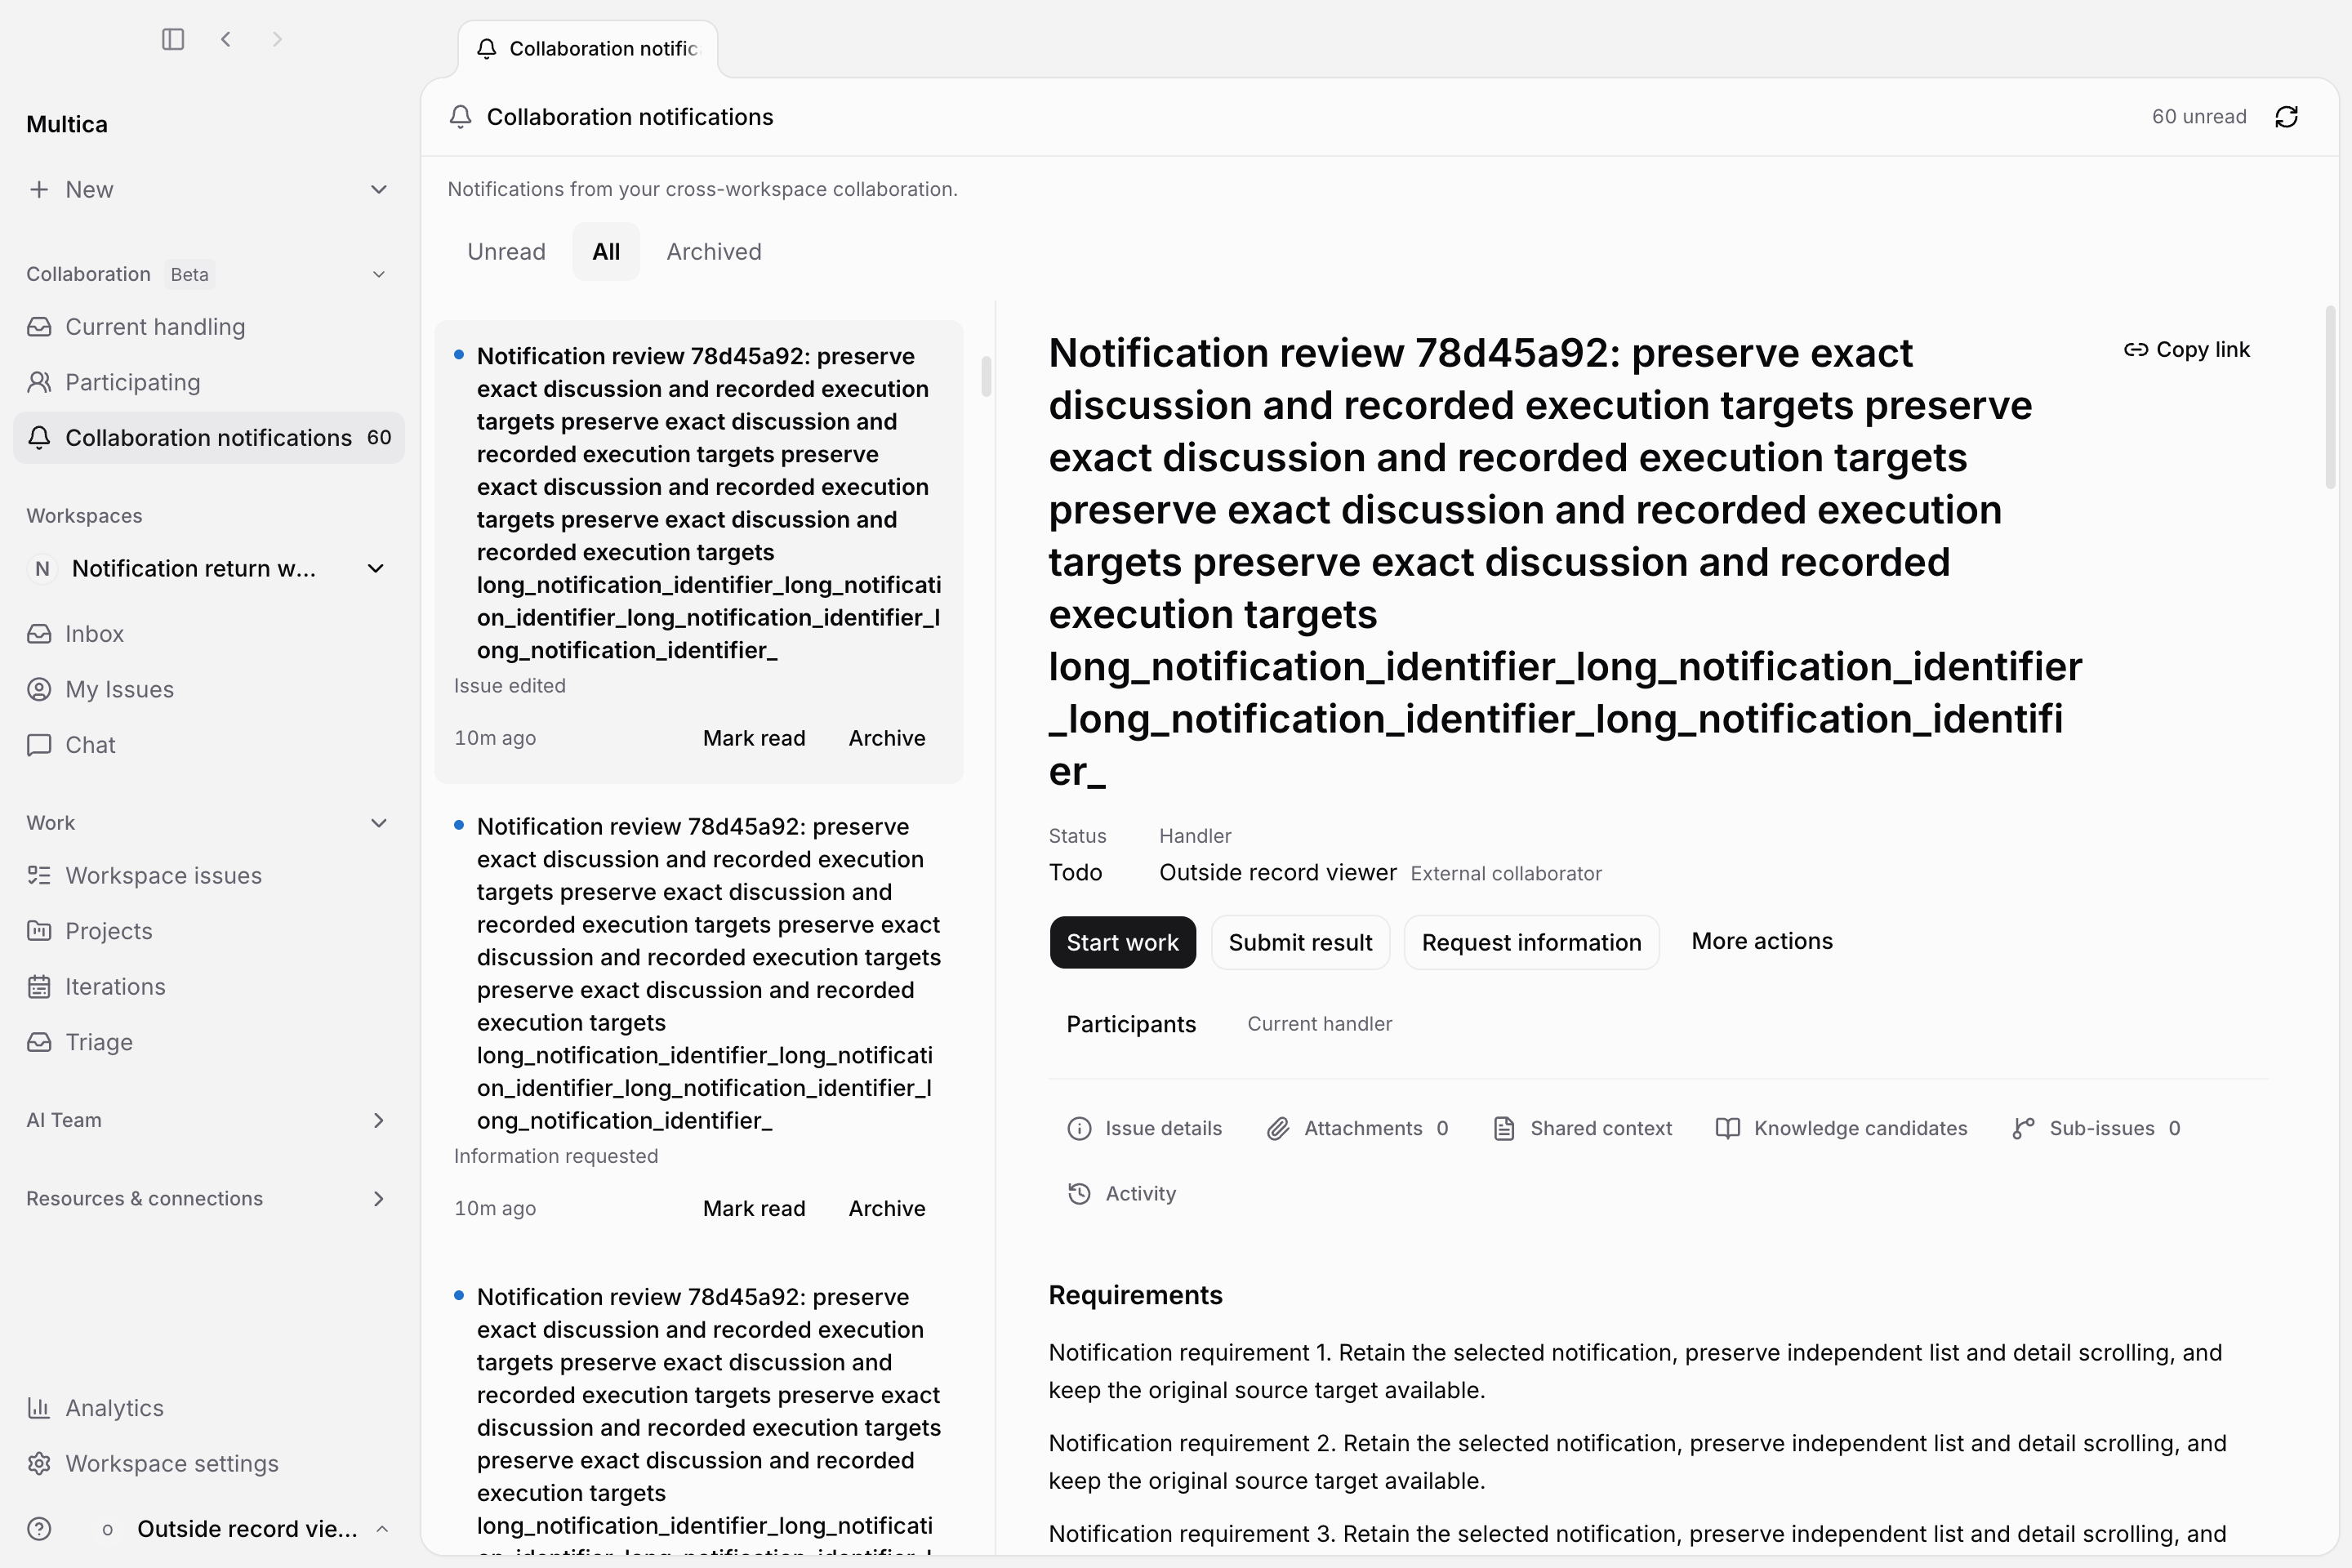 Collaboration notific
Multica
New
Collaboration Beta
Current handling
Participating
Collaboration notifications 60
Workspaces
N Notification return w...
Inbox
My Issues
Chat
Work
Workspace issues
Projects
Iterations
Triage
AI Team
Resources & connections
Analytics
Workspace settings
O Outside record vie...
Collaboration notifications
60 unread
Notifications from your cross-workspace collaboration.
Unread All Archived
Notification review 78d45a92: preserve
exact discussion and recorded execution
targets preserve exact discussion and
recorded execution targets preserve
exact discussion and recorded execution
targets preserve exact discussion and
recorded execution targets
long_notification_identifier_long_notificati
on_identifier_long_notification_identifier_l
ong_notification_identifier_
Issue edited
10m ago Mark read Archive
Notification review 78d45a92: preserve
exact discussion and recorded execution
targets preserve exact discussion and
recorded execution targets preserve exact
discussion and recorded execution targets
preserve exact discussion and recorded
execution targets
long_notification_identifier_long_notificati
on_identifier_long_notification_identifier_l
ong_notification_identifier_
Information requested
10m ago Mark read Archive
Notification review 78d45a92: preserve
exact discussion and recorded execution
targets preserve exact discussion and
recorded execution targets preserve exact
discussion and recorded execution targets
preserve exact discussion and recorded
execution targets
long_notification_identifier_long_notificati
Notification review 78d45a92: preserve exact
discussion and recorded execution targets preserve
exact discussion and recorded execution targets
preserve exact discussion and recorded execution
targets preserve exact discussion and recorded
execution targets
long_notification_identifier_long_notification_identifier
_long_notification_identifier_long_notification_identifi
er_
Copy link
Status Handler
Todo Outside record viewer External collaborator
Start work Submit result Request information More actions
Participants Current handler
Issue details Attachments 0 Shared context Knowledge candidates Sub-issues 0
Activity
Requirements
Notification requirement 1. Retain the selected notification, preserve independent list and detail scrolling, and
keep the original source target available.
Notification requirement 2. Retain the selected notification, preserve independent list and detail scrolling, and
keep the original source target available.
Notification requirement 3. Retain the selected notification, preserve independent list and detail scrolling, and